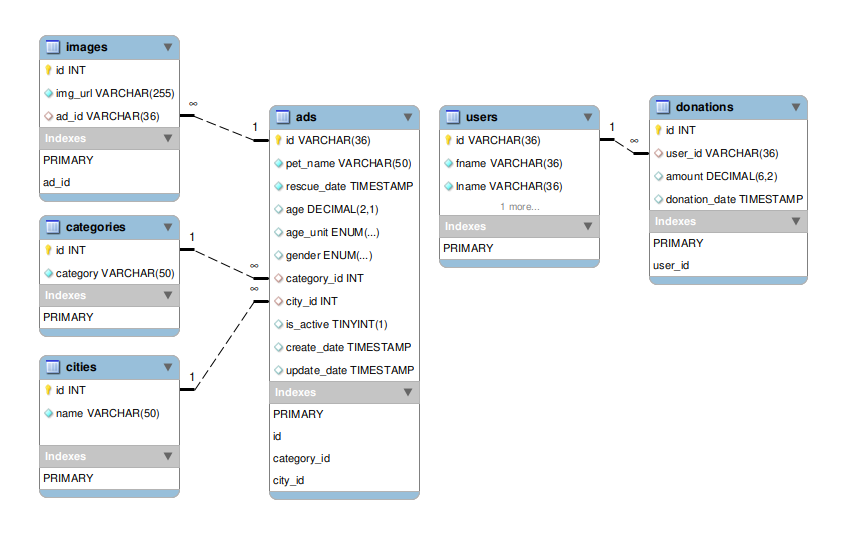 images
id INT
img_url VARCHAR(255)
ad_id VARCHAR(36)
Indexes
PRIMARY
ad_id
∞
1
categories
id INT
category VARCHAR(50)
Indexes
PRIMARY
1
∞
cities
id INT
name VARCHAR(50)
Indexes
PRIMARY
1
∞
ads
id VARCHAR(36)
pet_name VARCHAR(50)
rescue_date TIMESTAMP
age DECIMAL(2,1)
age_unit ENUM(...)
gender ENUM(...)
category_id INT
city_id INT
is_active TINYINT(1)
create_date TIMESTAMP
update_date TIMESTAMP
Indexes
PRIMARY
id
category_id
city_id
users
id VARCHAR(36)
fname VARCHAR(36)
lname VARCHAR(36)
1 more...
Indexes
PRIMARY
1
∞
donations
id INT
user_id VARCHAR(36)
amount DECIMAL(6,2)
donation_date TIMESTAMP
Indexes
PRIMARY
user_id